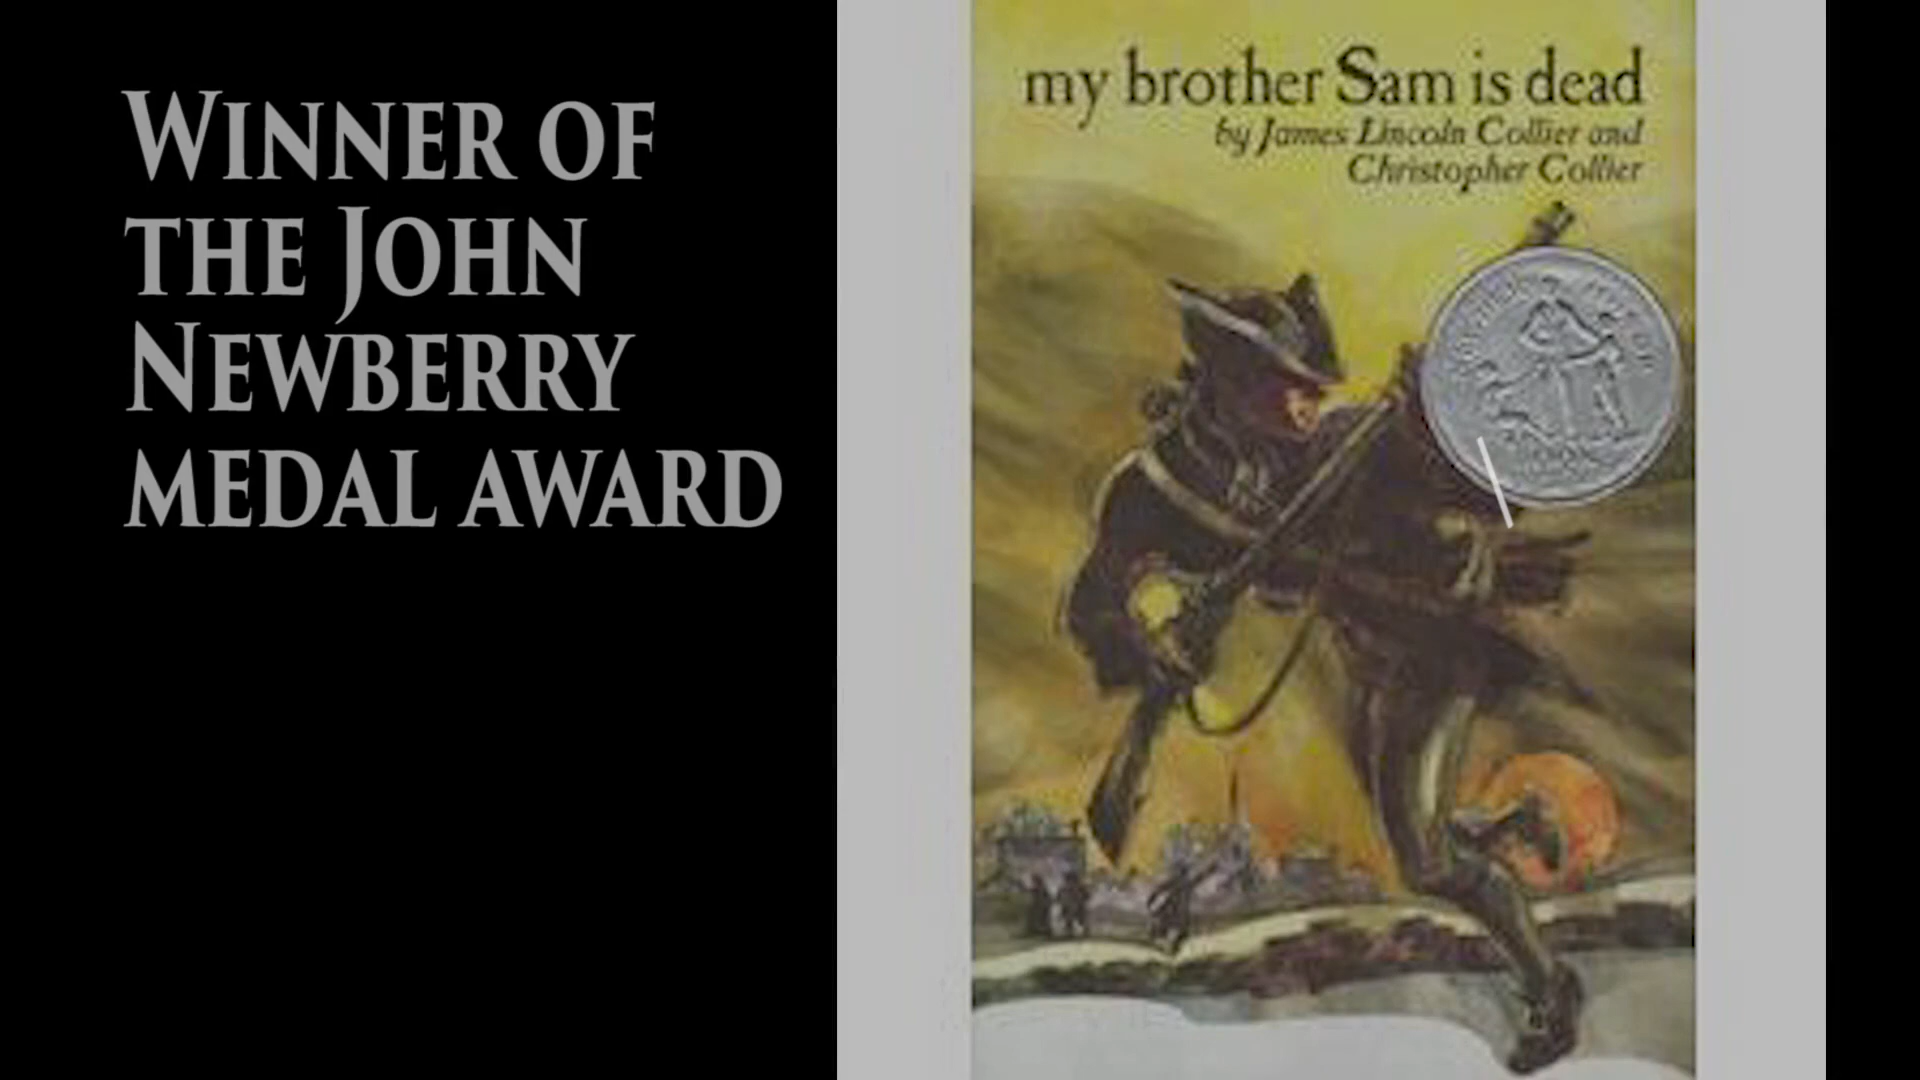 WINNER OF
THE JOHN
NEWBERRY
MEDAL AWARD
my brother Sam is dead
by James Lincoln Collier and
Christopher Collier